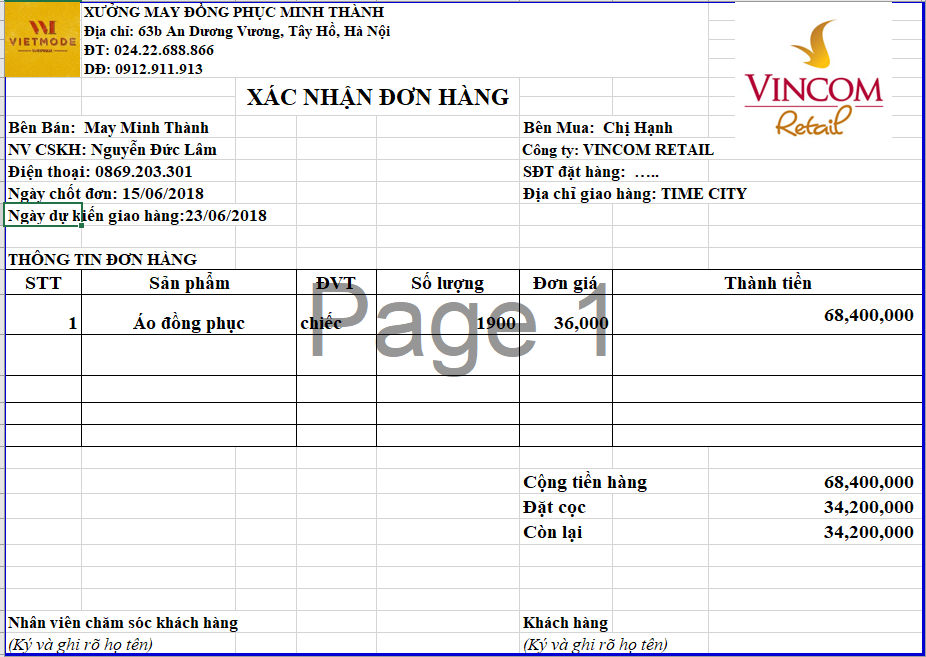 VIETMODE
XƯỞNG MAY ĐỒNG PHỤC MINH THÀNH
Địa chỉ: 63b An Dương Vương, Tây Hồ, Hà Nội
ĐT: 024.22.688.866
DĐ: 0912.911.913
VINCOM
Retail
XÁC NHẬN ĐƠN HÀNG
Bên Bán: May Minh Thành
Bên Mua: Chị Hạnh
NV CSKH: Nguyễn Đức Lâm
Công ty: VINCOM RETAIL
Điện thoại: 0869.203.301
SĐT đặt hàng: …..
Ngày chốt đơn: 15/06/2018
Địa chỉ giao hàng: TIME CITY
Ngày dự kiến giao hàng:23/06/2018
THÔNG TIN ĐƠN HÀNG
STT Sản phẩm ĐVT Số lượng Đơn giá Thành tiền
1 Áo đồng phục chiếc 1900 36,000 68,400,000
Page 1
Cộng tiền hàng 68,400,000
Đặt cọc 34,200,000
Còn lại 34,200,000
Nhân viên chăm sóc khách hàng
Khách hàng
(Ký và ghi rõ họ tên)
(Ký và ghi rõ họ tên)